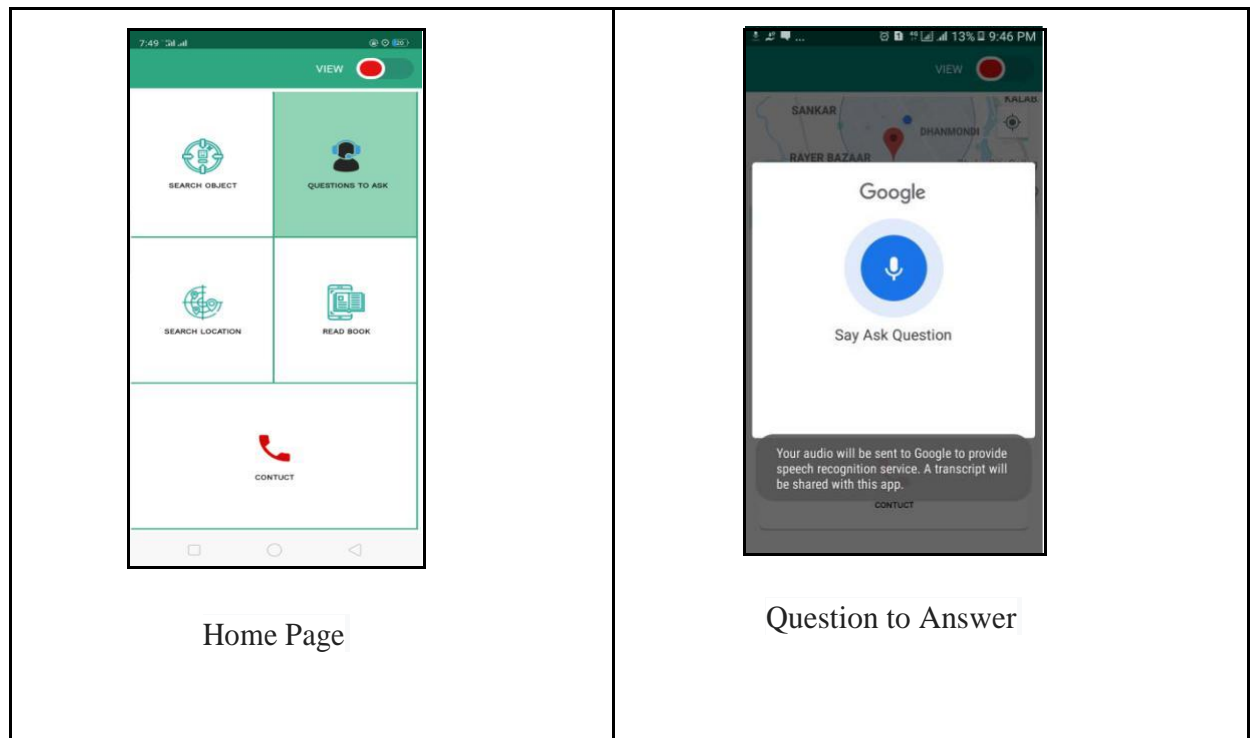 7:49
26
VIEW
SEARCH OBJECT
QUESTIONS TO ASK
SEARCH LOCATION
READ BOOK
CONTUCT
Home Page
... 13% 9:46 PM
VIEW
SANKAR
KALAB
DHANMONDI
RAYER BAZAAR
Google
Say Ask Question
Your audio will be sent to Google to provide
speech recognition service. A transcript will
be shared with this app.
CONTUCT
Question to Answer